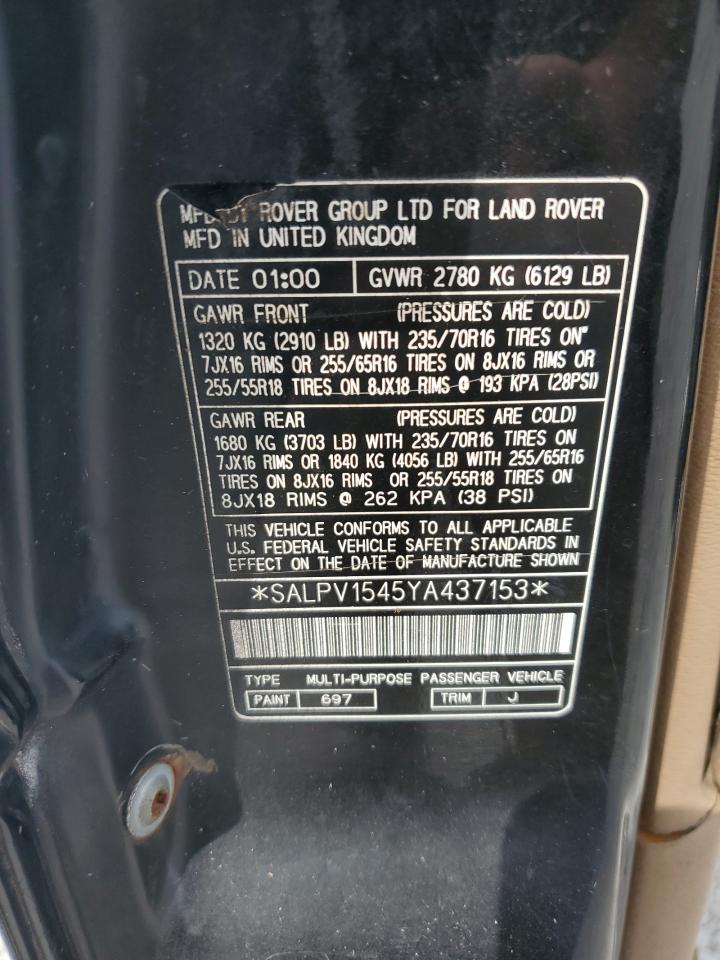 ROVER GROUP LTD FOR LAND ROVER
MFD IN UNITED KINGDOM
DATE 01:00 GVWR 2780 KG (6129 LB)
GAWR FRONT (PRESSURES ARE COLD)
1320 KG (2910 LB) WITH 235/70R16 TIRES ON
7JX16 RIMS OR 255/65R16 TIRES ON 8JX16 RIMS OR
255/55R18 TIRES ON 8JX18 RIMS @ 193 KPA (28PSI)
GAWR REAR (PRESSURES ARE COLD)
1680 KG (3703 LB) WITH 235/70R16 TIRES ON
7JX16 RIMS OR 1840 KG (4056 LB) WITH 255/65R16
TIRES ON 8JX16 RIMS OR 255/55R18 TIRES ON
8JX18 RIMS @ 262 KPA (38 PSI)
THIS VEHICLE CONFORMS TO ALL APPLICABLE
U.S. FEDERAL VEHICLE SAFETY STANDARDS IN
EFFECT ON THE DATE OF MANUFACTURE SHOWN
*SALPV1545YA437153*
TYPE MULTI-PURPOSE PASSENGER VEHICLE
PAINT 697 TRIM J